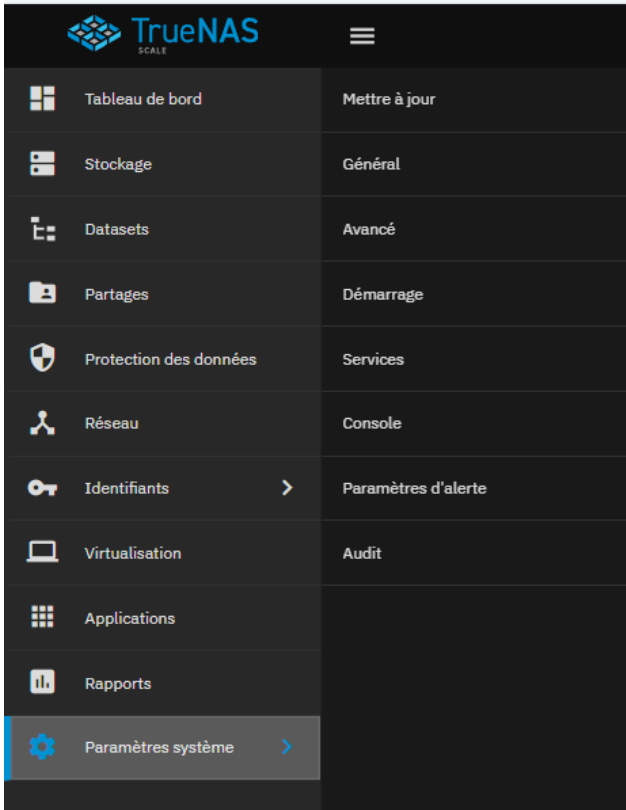 TrueNAS
SCALE
Tableau de bord
Stockage
Datasets
Partages
Protection des données
Réseau
Identifiants
Virtualisation
Applications
Rapports
Paramètres système
Mettre à jour
Général
Avancé
Démarrage
Services
Console
Paramètres d'alerte
Audit